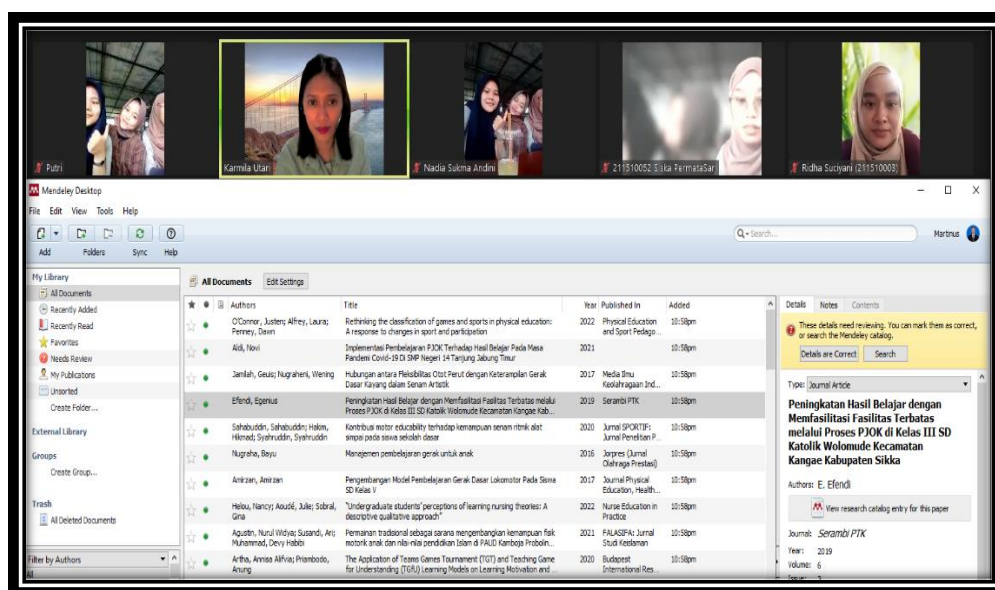 Putri
Karmila Utari
Nadia Sukma Andini
211510052 Siska PermataSari
Ridha Suciyani (211510003)
Mendeley Desktop
File Edit View Tools Help
Search...
Martinus
Add Folders Sync Help
My Library
All Documents
Recently Added
Recently Read
Favorites
Needs Review
My Publications
Unsorted
Create Folder...
External Library
Groups
Create Group...
Trash
All Deleted Documents
Filter by Authors
All
All Documents Edit Settings
Authors Title Year Published In Added
O'Connor, Justen; Alfrey, Laura; Rethinking the classification of games and sports in physical education: 2022 Physical Education 10:58pm
Penney, Dawn A response to changes in sport and participation and Sport Pedago...
Aidi, Novi Implementasi Pembelajaran PJOK Terhadap Hasil Belajar Pada Masa 2021 10:58pm
Pandemi Covid-19 Di SMP Negeri 14 Tanjung Jabung Timur
Jamilah, Geuis; Nugraheni, Wening Hubungan antara Fleksibilitas Otot Perut dengan Keterampilan Gerak 2017 Media Ilmu 10:58pm
Dasar Kayang dalam Senam Artistik Keolahragaan Ind...
Efendi, Egenius Peningkatan Hasil Belajar dengan Memfasilitasi Fasilitas Terbatas melalui 2019 Serambi PTK 10:58pm
Proses PJOK di Kelas III SD Katolik Wolomude Kecamatan Kangae Kab...
Sahabuddin, Sahabuddin; Hakim, Kontribusi motor educability terhadap kemampuan senam ritmik alat 2020 Jurnal SPORTIF: 10:58pm
Hikmad; Syahruddin, Syahruddin simpai pada siswa sekolah dasar Jurnal Penelitian P...
Nugraha, Bayu Manajemen pembelajaran gerak untuk anak 2016 Jorpres (Jurnal 10:58pm
Olahraga Prestasi)
Amirzan, Amirzan Pengembangan Model Pembelajaran Gerak Dasar Lokomotor Pada Siswa 2017 Journal Physical 10:58pm
SD Kelas V Education, Health...
Helou, Nancy; Aoudé, Julie; Sobral, "Undergraduate students' perceptions of learning nursing theories: A 2022 Nurse Education in 10:58pm
Gina descriptive qualitative approach" Practice
Agustin, Nurul Widya; Susandi, Ari; Permainan tradisional sebagai sarana mengembangkan kemampuan fisik 2021 FALASIFA: Jurnal 10:58pm
Muhammad, Devy Habibi motorik anak dan nilai-nilai pendidikan Islam di PAUD Kamboja Probolin... Studi Keislaman
Artha, Annisa Alfivia; Priambodo, The Application of Teams Games Tournament (TGT) and Teaching Game 2020 Budapest 10:58pm
Anung for Understanding (TGfU) Learning Models on Learning Motivation and ... International Res...
Details Notes Contents
These details need reviewing. You can mark them as correct,
or search the Mendeley catalog.
Details are Correct Search
Type: Journal Article
Peningkatan Hasil Belajar dengan
Memfasilitasi Fasilitas Terbatas
melalui Proses PJOK di Kelas III SD
Katolik Wolomude Kecamatan
Kangae Kabupaten Sikka
Authors: E. Efendi
View research catalog entry for this paper
Journal: Serambi PTK
Year: 2019
Volume: 6